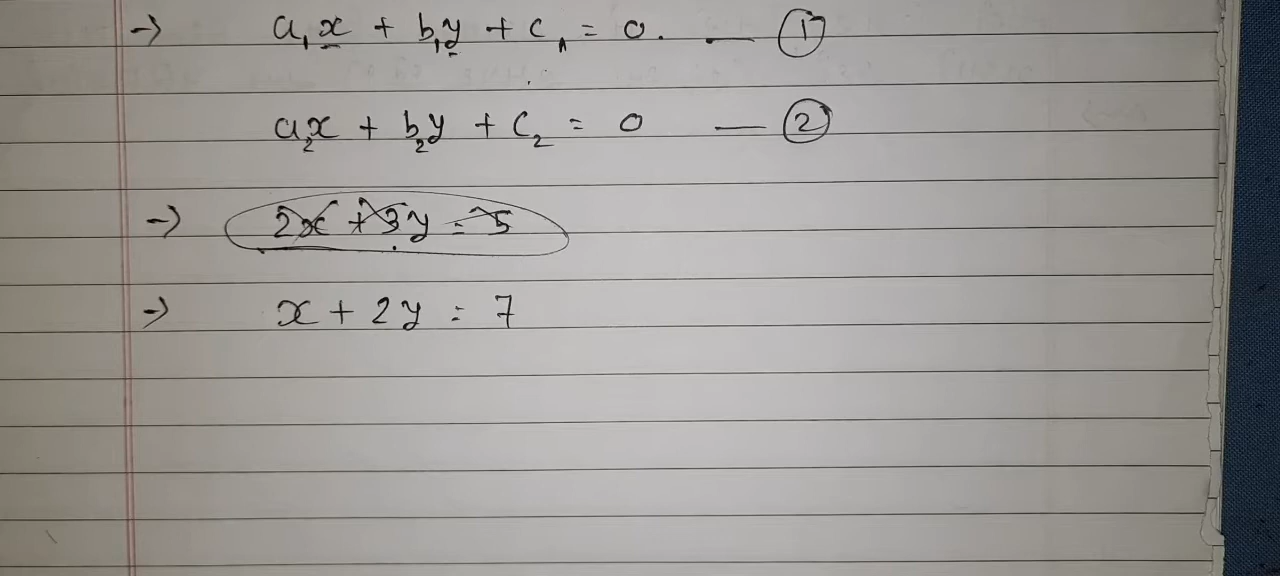 → a₁x + b₁y + c₁ = 0. — ①
a₂x + b₂y + c₂ = 0 — ②
→ 2x + 3y = 5
→ x + 2y = 7